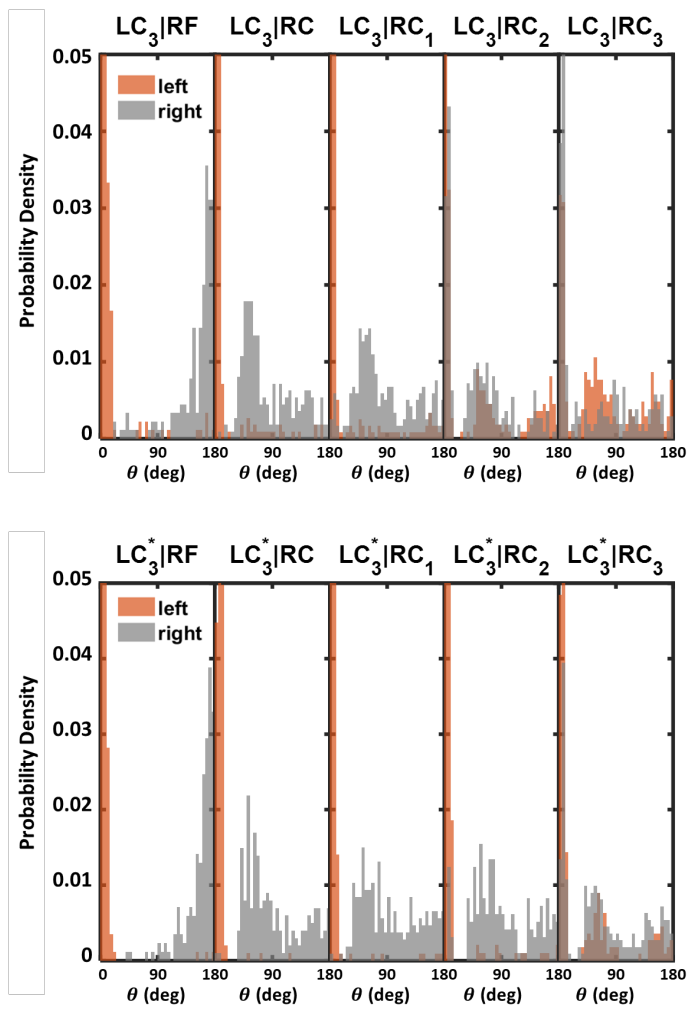 LC3|RF LC3|RC LC3|RC1 LC3|RC2 LC3|RC3
Probability Density
0.05
0.04
0.03
0.02
0.01
0
left
right
0 90 180 90 180 90 180 90 180 90 180
θ (deg) θ (deg) θ (deg) θ (deg) θ (deg)
LC*3|RF LC*3|RC LC*3|RC1 LC*3|RC2 LC*3|RC3
Probability Density
0.05
0.04
0.03
0.02
0.01
0
left
right
0 90 180 90 180 90 180 90 180 90 180
θ (deg) θ (deg) θ (deg) θ (deg) θ (deg)